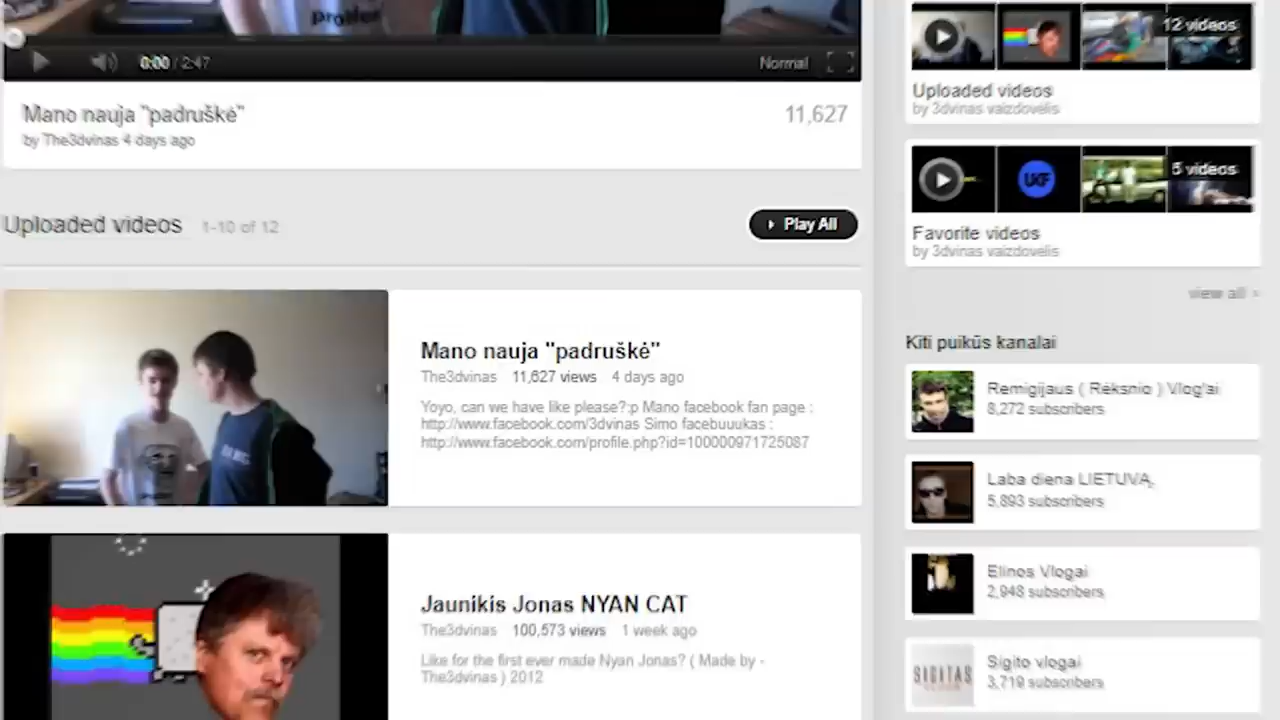 problem
0:00 / 2:47
Normal
Mano nauja "padruškė"
11,627
by The3dvinas 4 days ago
Uploaded videos 1-10 of 12
Play All
Mano nauja "padruškė"
The3dvinas 11,627 views 4 days ago
Yoyo, can we have like please?:p Mano facebook fan page :
http://www.facebook.com/3dvinas Simo facebuuukas :
http://www.facebook.com/profile.php?id=100000971725087
Jaunikis Jonas NYAN CAT
The3dvinas 100,573 views 1 week ago
Like for the first ever made Nyan Jonas? ( Made by -
The3dvinas ) 2012
12 videos
Uploaded videos
by 3dvinas vaizdovėlis
UKF
5 videos
Favorite videos
by 3dvinas vaizdovėlis
view all
Kiti puikūs kanalai
Remigijaus ( Rėksnio ) Vlog'ai
8,272 subscribers
Laba diena LIETUVĄ,
5,893 subscribers
Elinos Vlogai
2,948 subscribers
SIGITAS
Sigito vlogai
3,719 subscribers